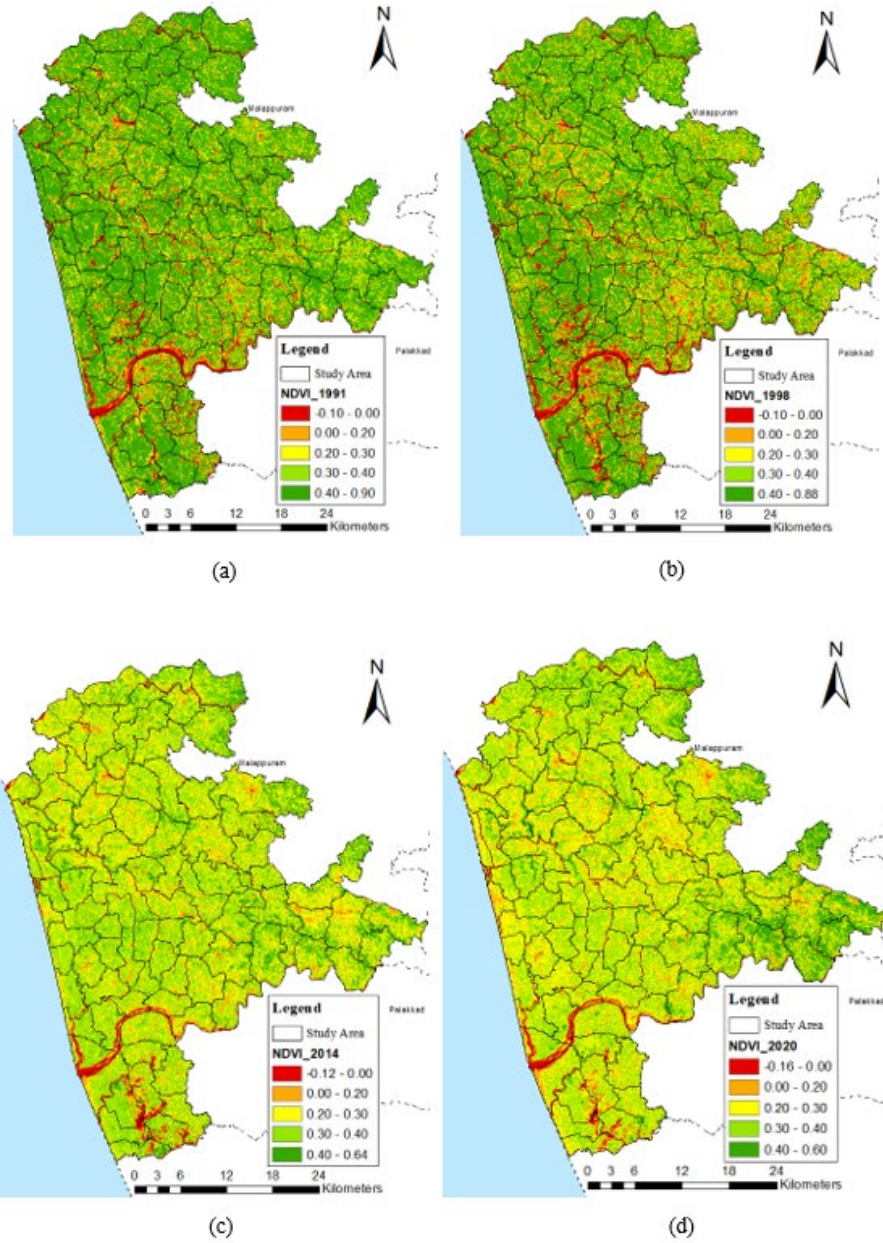 N
Malappuram
Palakkad
Legend
Study Area
NDVI_1991
-0.10 - 0.00
0.00 - 0.20
0.20 - 0.30
0.30 - 0.40
0.40 - 0.90
0 3 6 12 18 24
Kilometers
(a)
N
Malappuram
Palakkad
Legend
Study Area
NDVI_1998
-0.10 - 0.00
0.00 - 0.20
0.20 - 0.30
0.30 - 0.40
0.40 - 0.88
0 3 6 12 18 24
Kilometers
(b)
N
Malappuram
Palakkad
Legend
Study Area
NDVI_2014
-0.12 - 0.00
0.00 - 0.20
0.20 - 0.30
0.30 - 0.40
0.40 - 0.64
0 3 6 12 18 24
Kilometers
(c)
N
Malappuram
Palakkad
Legend
Study Area
NDVI_2020
-0.16 - 0.00
0.00 - 0.20
0.20 - 0.30
0.30 - 0.40
0.40 - 0.60
0 3 6 12 18 24
Kilometers
(d)